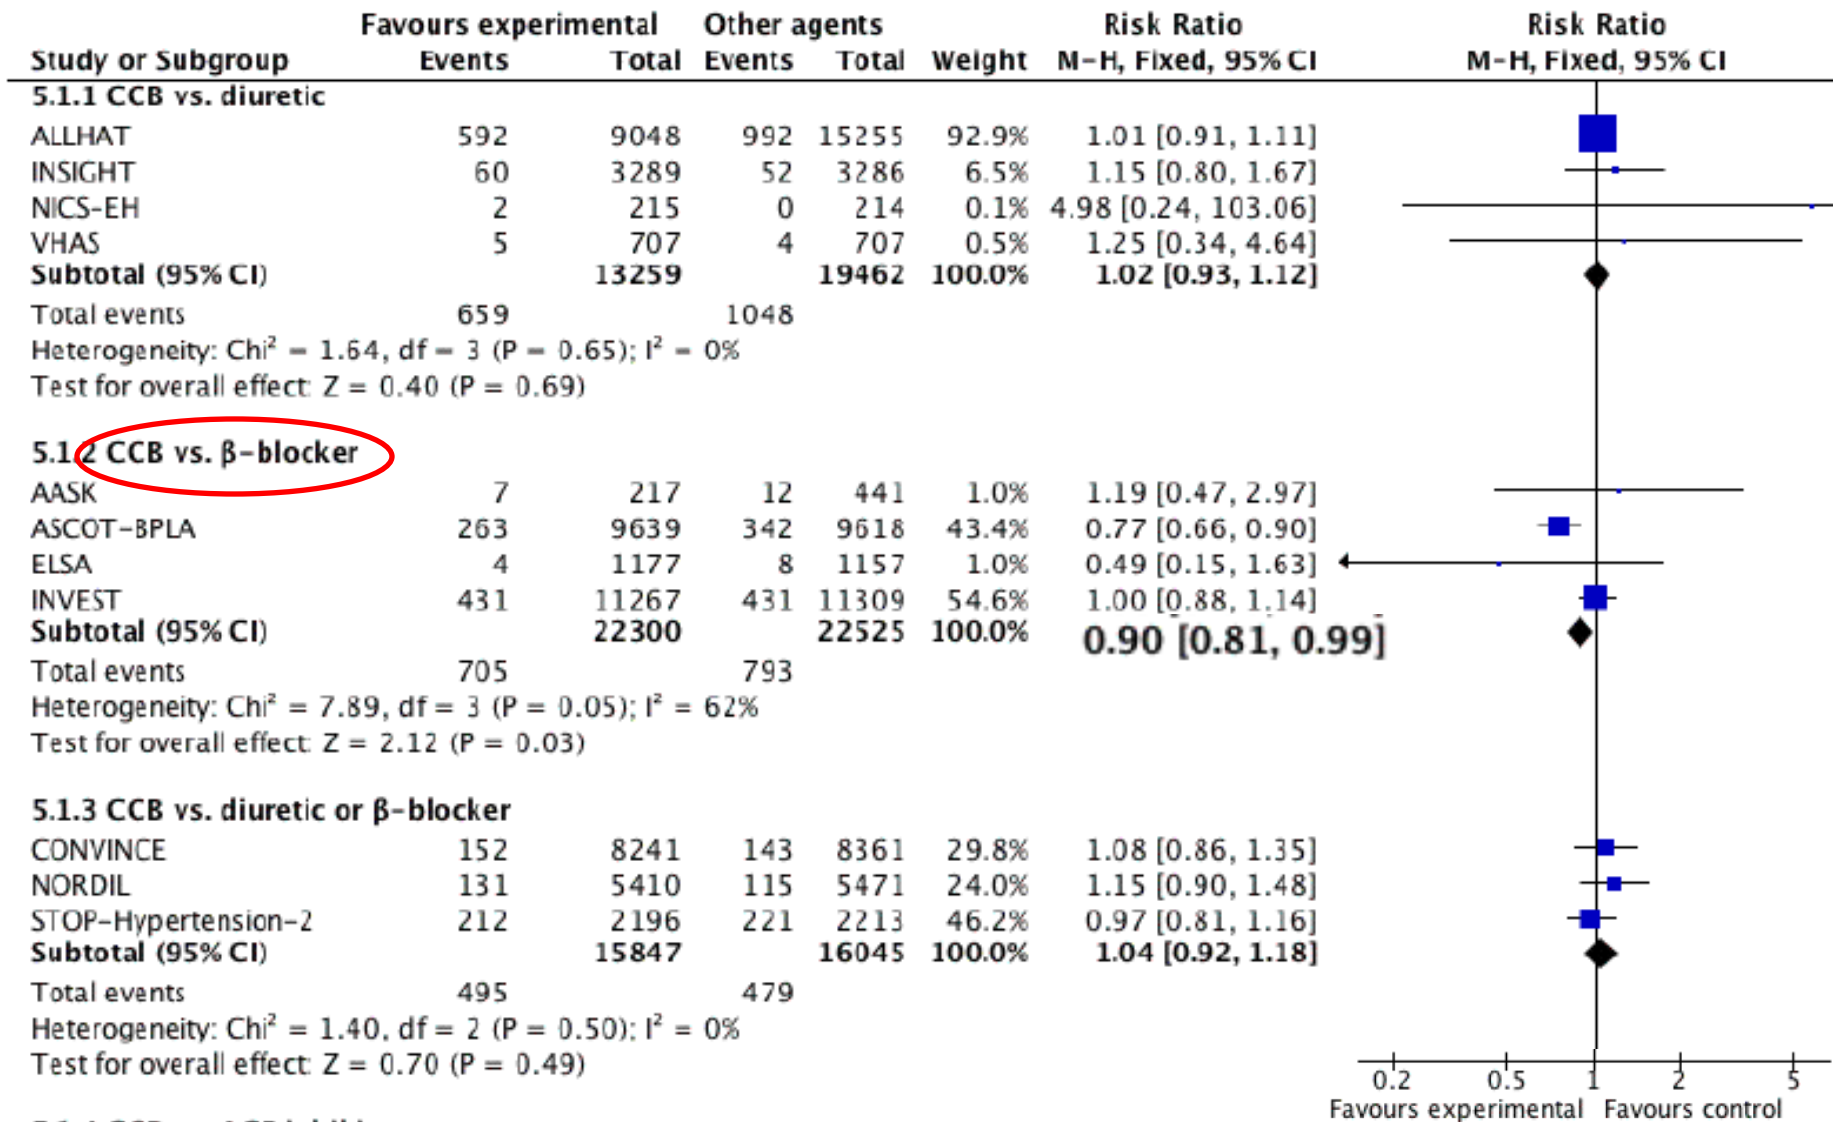 Favours experimental Other agents Risk Ratio Risk Ratio
Study or Subgroup Events Total Events Total Weight M-H, Fixed, 95% CI M-H, Fixed, 95% CI
5.1.1 CCB vs. diuretic
ALLHAT 592 9048 992 15255 92.9% 1.01 [0.91, 1.11]
INSIGHT 60 3289 52 3286 6.5% 1.15 [0.80, 1.67]
NICS-EH 2 215 0 214 0.1% 4.98 [0.24, 103.06]
VHAS 5 707 4 707 0.5% 1.25 [0.34, 4.64]
Subtotal (95% CI) 13259 19462 100.0% 1.02 [0.93, 1.12]
Total events 659 1048
Heterogeneity: Chi² = 1.64, df = 3 (P = 0.65); I² = 0%
Test for overall effect: Z = 0.40 (P = 0.69)
5.1.2 CCB vs. β-blocker
AASK 7 217 12 441 1.0% 1.19 [0.47, 2.97]
ASCOT-BPLA 263 9639 342 9618 43.4% 0.77 [0.66, 0.90]
ELSA 4 1177 8 1157 1.0% 0.49 [0.15, 1.63]
INVEST 431 11267 431 11309 54.6% 1.00 [0.88, 1.14]
Subtotal (95% CI) 22300 22525 100.0% 0.90 [0.81, 0.99]
Total events 705 793
Heterogeneity: Chi² = 7.89, df = 3 (P = 0.05); I² = 62%
Test for overall effect: Z = 2.12 (P = 0.03)
5.1.3 CCB vs. diuretic or β-blocker
CONVINCE 152 8241 143 8361 29.8% 1.08 [0.86, 1.35]
NORDIL 131 5410 115 5471 24.0% 1.15 [0.90, 1.48]
STOP-Hypertension-2 212 2196 221 2213 46.2% 0.97 [0.81, 1.16]
Subtotal (95% CI) 15847 16045 100.0% 1.04 [0.92, 1.18]
Total events 495 479
Heterogeneity: Chi² = 1.40, df = 2 (P = 0.50); I² = 0%
Test for overall effect: Z = 0.70 (P = 0.49)
0.2 0.5 1 2 5
Favours experimental Favours control